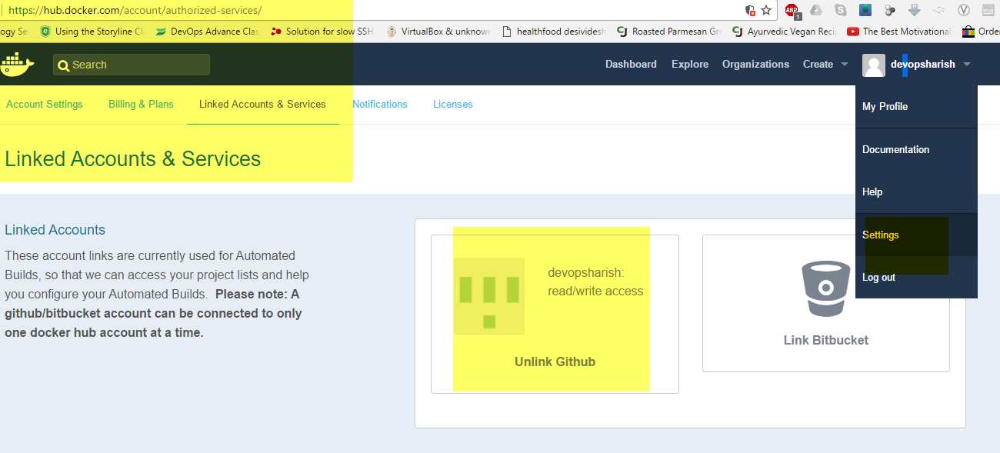 https://hub.docker.com/account/authorized-services/
ABP
1
ogy Se
Using the Storyline Cl
DevOps Advance Clas
Solution for slow SSH
VirtualBox & unknown
healthfood desividesh
Roasted Parmesan Gre
Ayurvedic Vegan Reci
The Best Motivational
Order
Search
Dashboard
Explore
Organizations
Create
devopsharish
Account Settings
Billing & Plans
Linked Accounts & Services
Notifications
Licenses
My Profile
Documentation
Help
Settings
Log out
Linked Accounts & Services
Linked Accounts
These account links are currently used for Automated
Builds, so that we can access your project lists and help
you configure your Automated Builds. Please note: A
github/bitbucket account can be connected to only
one docker hub account at a time.
devopsharish:
read/write access
Unlink Github
Link Bitbucket